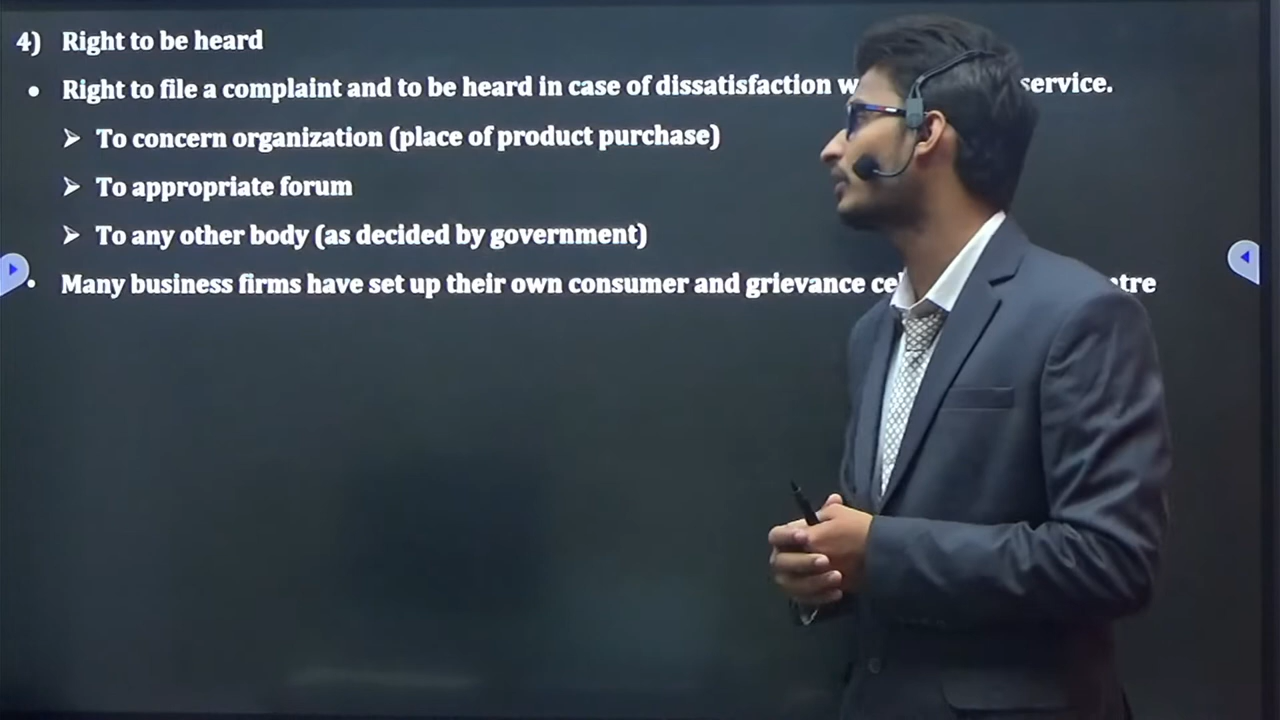 4) Right to be heard
• Right to file a complaint and to be heard in case of dissatisfaction service.
➢ To concern organization (place of product purchase)
➢ To appropriate forum
➢ To any other body (as decided by government)
• Many business firms have set up their own consumer and grievance